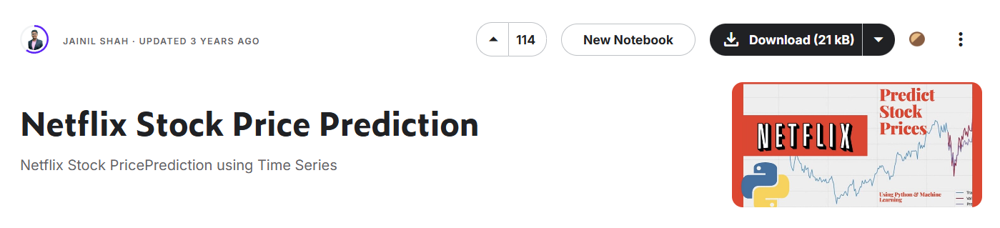 JAINIL SHAH · UPDATED 3 YEARS AGO
114
New Notebook
Download (21 kB)
Netflix Stock Price Prediction
Netflix Stock PricePrediction using Time Series
Predict
Stock
Prices
NETFLIX
Using Python & Machine
Learning